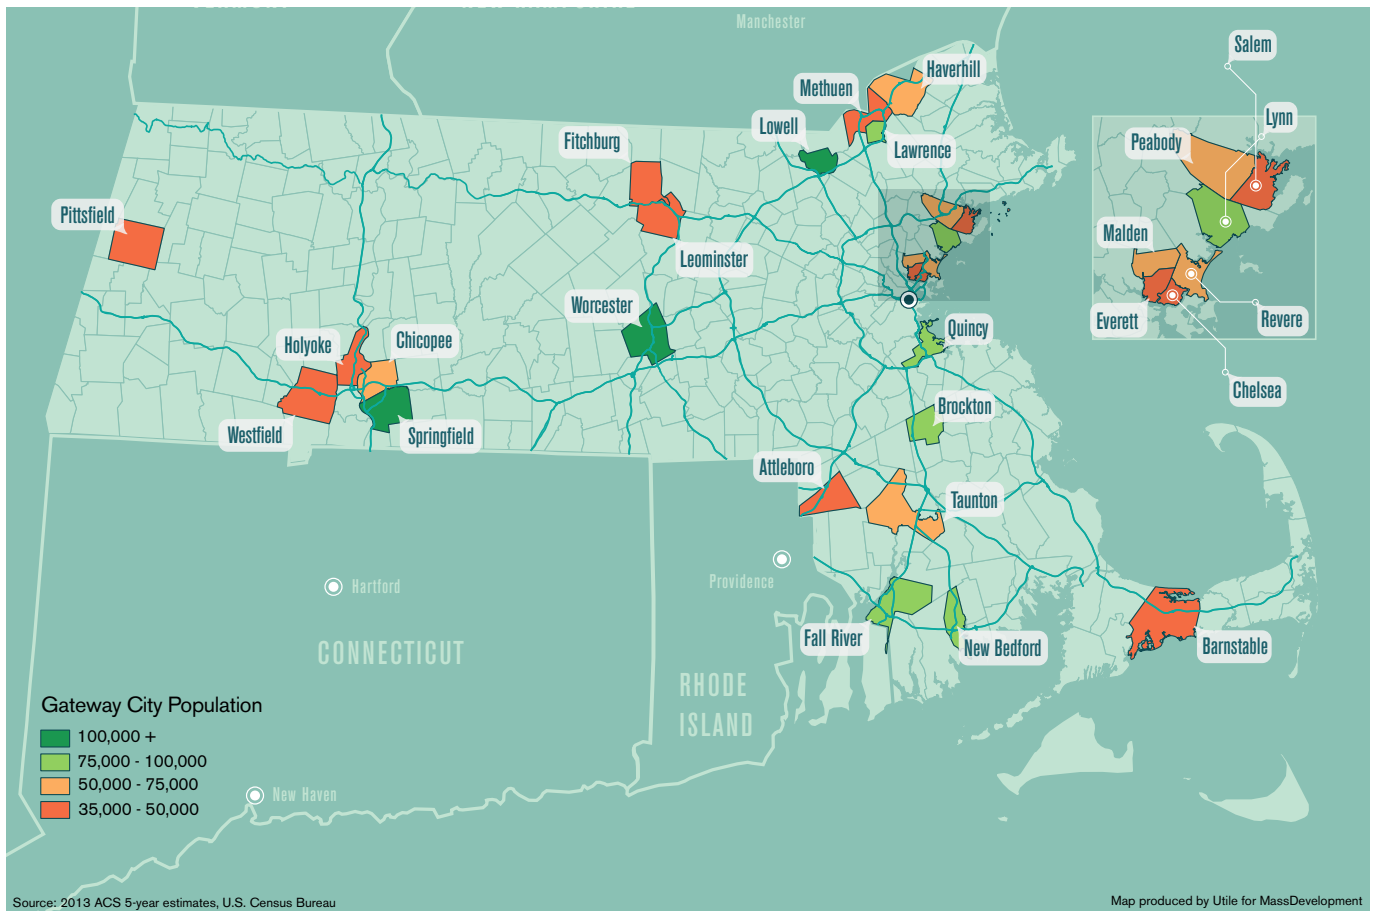 VERMONT
NEW HAMPSHIRE
Manchester
Salem
Haverhill
Methuen
Lynn
Lowell
Fitchburg
Lawrence
Peabody
Pittsfield
Malden
Leominster
Worcester
Everett
Revere
Quincy
Holyoke
Chicopee
Chelsea
Brockton
Westfield
Springfield
Attleboro
Taunton
Providence
Hartford
Fall River
New Bedford
Barnstable
CONNECTICUT
RHODE
ISLAND
Gateway City Population
100,000 +
75,000 - 100,000
50,000 - 75,000
35,000 - 50,000
New Haven
Source: 2013 ACS 5-year estimates, U.S. Census Bureau
Map produced by Utile for MassDevelopment